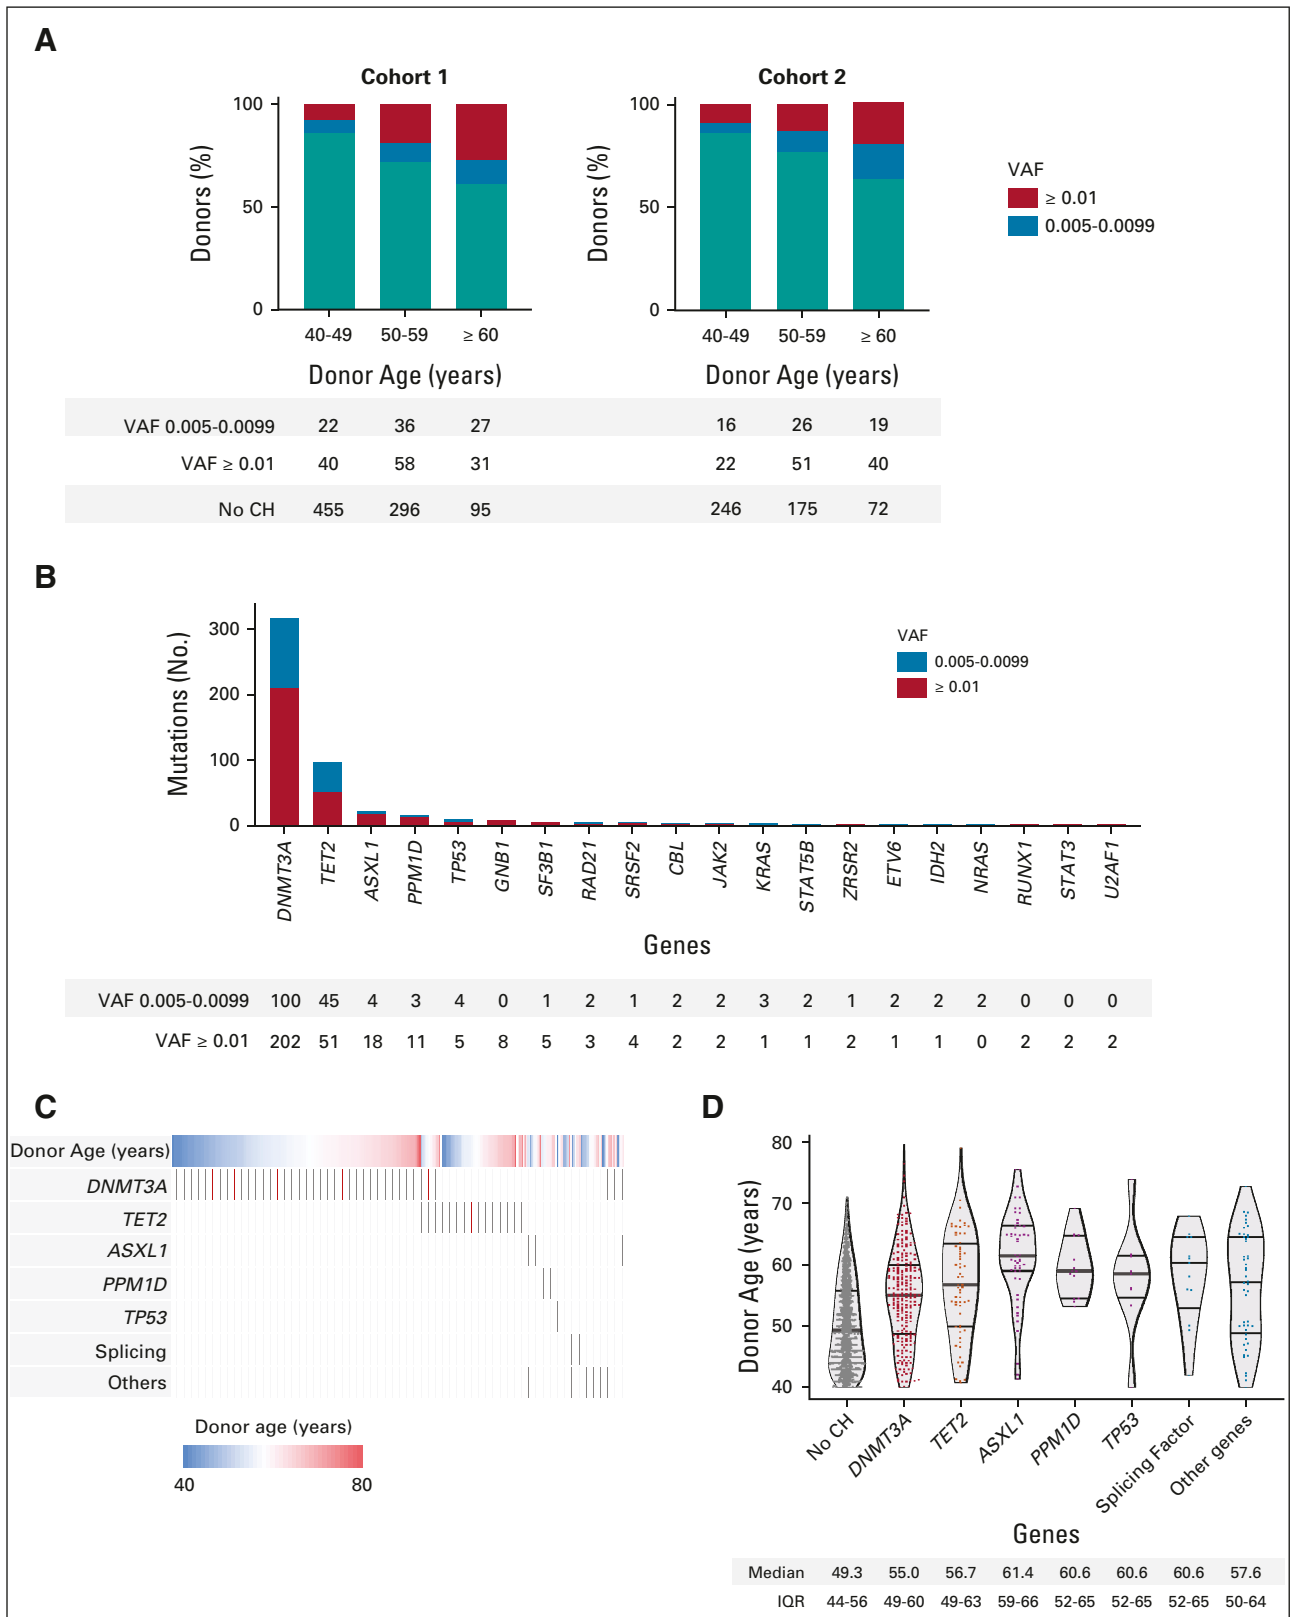 A
Cohort 1
Cohort 2
Donors (%)
100
50
0
40-49 50-59 ≥ 60
Donor Age (years)
Donors (%)
100
50
0
40-49 50-59 ≥ 60
Donor Age (years)
VAF
≥ 0.01
0.005-0.0099
VAF 0.005-0.0099 22 36 27 16 26 19
VAF ≥ 0.01 40 58 31 22 51 40
No CH 455 296 95 246 175 72
B
Mutations (No.)
300
200
100
0
VAF
0.005-0.0099
≥ 0.01
DNMT3A TET2 ASXL1 PPM1D TP53 GNB1 SF3B1 RAD21 SRSF2 CBL JAK2 KRAS STAT5B ZRSR2 ETV6 IDH2 NRAS RUNX1 STAT3 U2AF1
Genes
VAF 0.005-0.0099 100 45 4 3 4 0 1 2 1 2 2 3 2 1 2 2 2 0 0 0
VAF ≥ 0.01 202 51 18 11 5 8 5 3 4 2 2 1 1 2 1 1 0 2 2 2
C
Donor Age (years)
DNMT3A
TET2
ASXL1
PPM1D
TP53
Splicing
Others
Donor age (years)
40 80
D
Donor Age (years)
80
70
60
50
40
No CH DNMT3A TET2 ASXL1 PPM1D TP53 Splicing Factor Other genes
Genes
Median 49.3 55.0 56.7 61.4 60.6 60.6 60.6 57.6
IQR 44-56 49-60 49-63 59-66 52-65 52-65 52-65 50-64